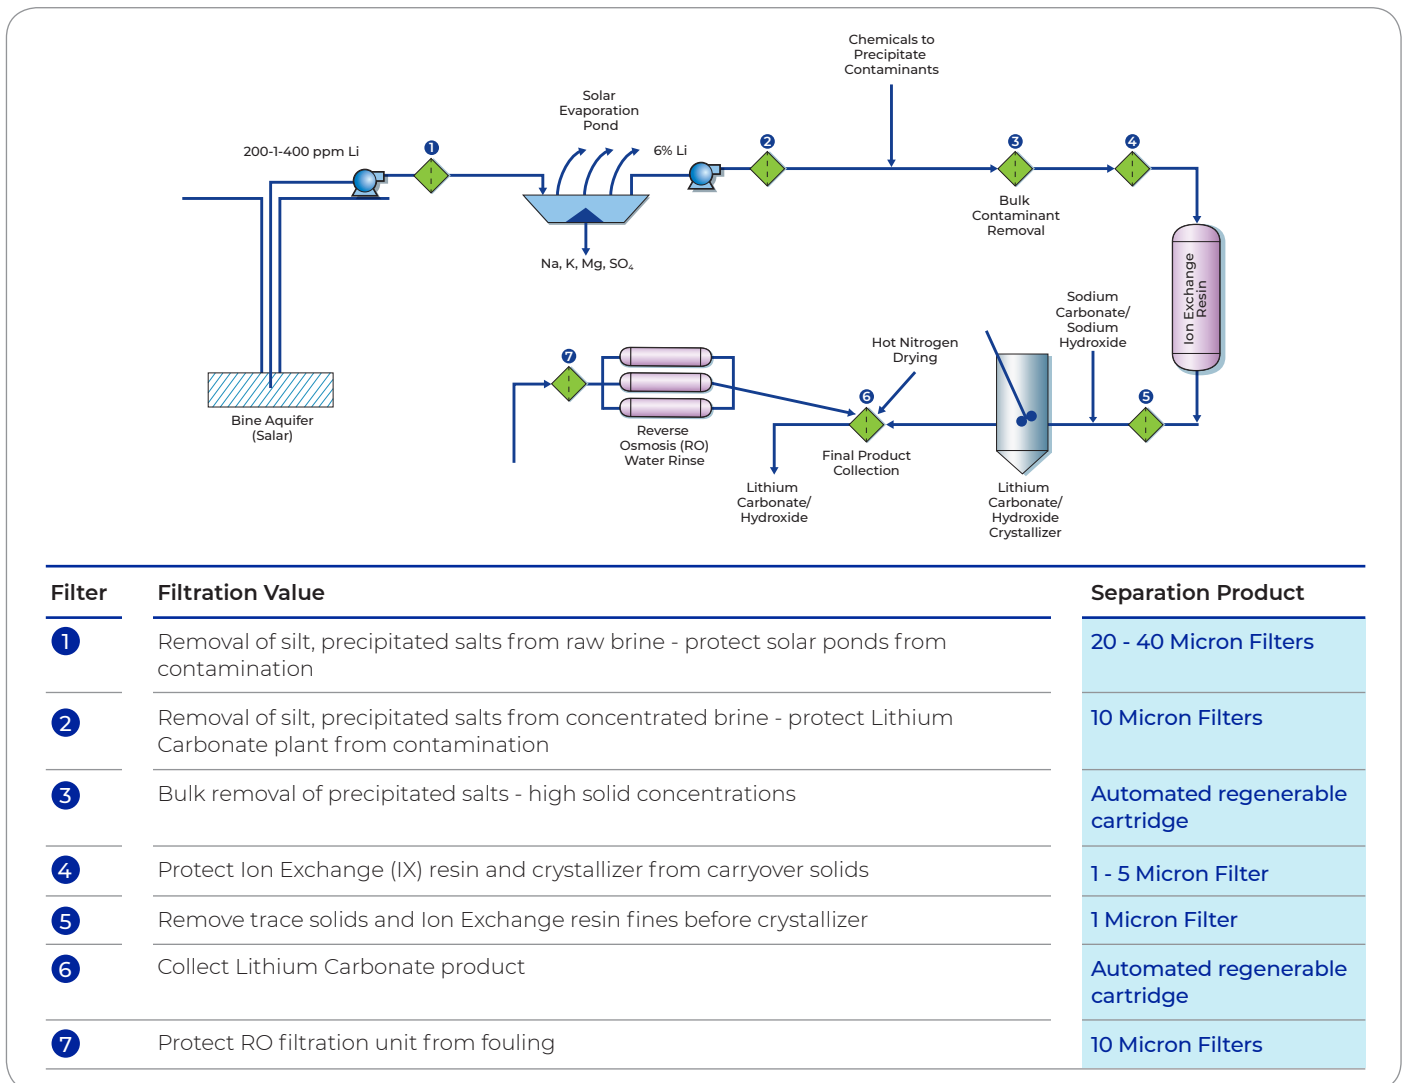 Chemicals to
Precipitate
Contaminants
Solar
Evaporation
Pond
200-1-400 ppm Li
1
6% Li
2
3
4
Bulk
Contaminant
Removal
Na, K, Mg, SO₄
Ion Exchange
Resin
Sodium
Carbonate/
Sodium
Hydroxide
Hot Nitrogen
Drying
7
6
5
Bine Aquifer
(Salar)
Reverse
Osmosis (RO)
Water Rinse
Final Product
Collection
Lithium
Carbonate/
Hydroxide
Lithium
Carbonate/
Hydroxide
Crystallizer
Filter Filtration Value Separation Product
1 Removal of silt, precipitated salts from raw brine - protect solar ponds from 20 - 40 Micron Filters
contamination
2 Removal of silt, precipitated salts from concentrated brine - protect Lithium 10 Micron Filters
Carbonate plant from contamination
3 Bulk removal of precipitated salts - high solid concentrations Automated regenerable
cartridge
4 Protect Ion Exchange (IX) resin and crystallizer from carryover solids 1 - 5 Micron Filter
5 Remove trace solids and Ion Exchange resin fines before crystallizer 1 Micron Filter
6 Collect Lithium Carbonate product Automated regenerable
cartridge
7 Protect RO filtration unit from fouling 10 Micron Filters